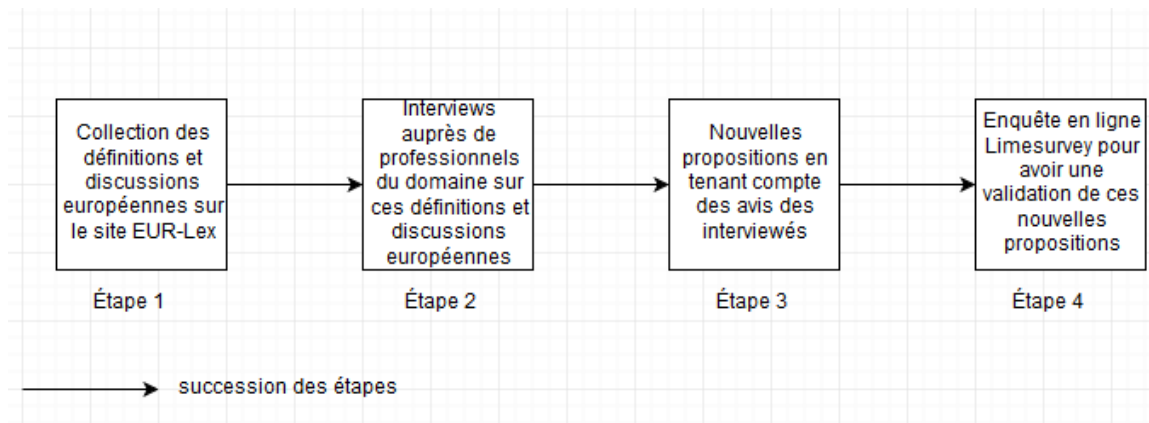 Collection des
définitions et
discussions
européennes sur
le site EUR-Lex
Étape 1
Interviews
auprès de
professionnels
du domaine sur
ces définitions et
discussions
européennes
Étape 2
Nouvelles
propositions en
tenant compte
des avis des
interviewés
Étape 3
Enquête en ligne
Limesurvey pour
avoir une
validation de ces
nouvelles
propositions
Étape 4
succession des étapes